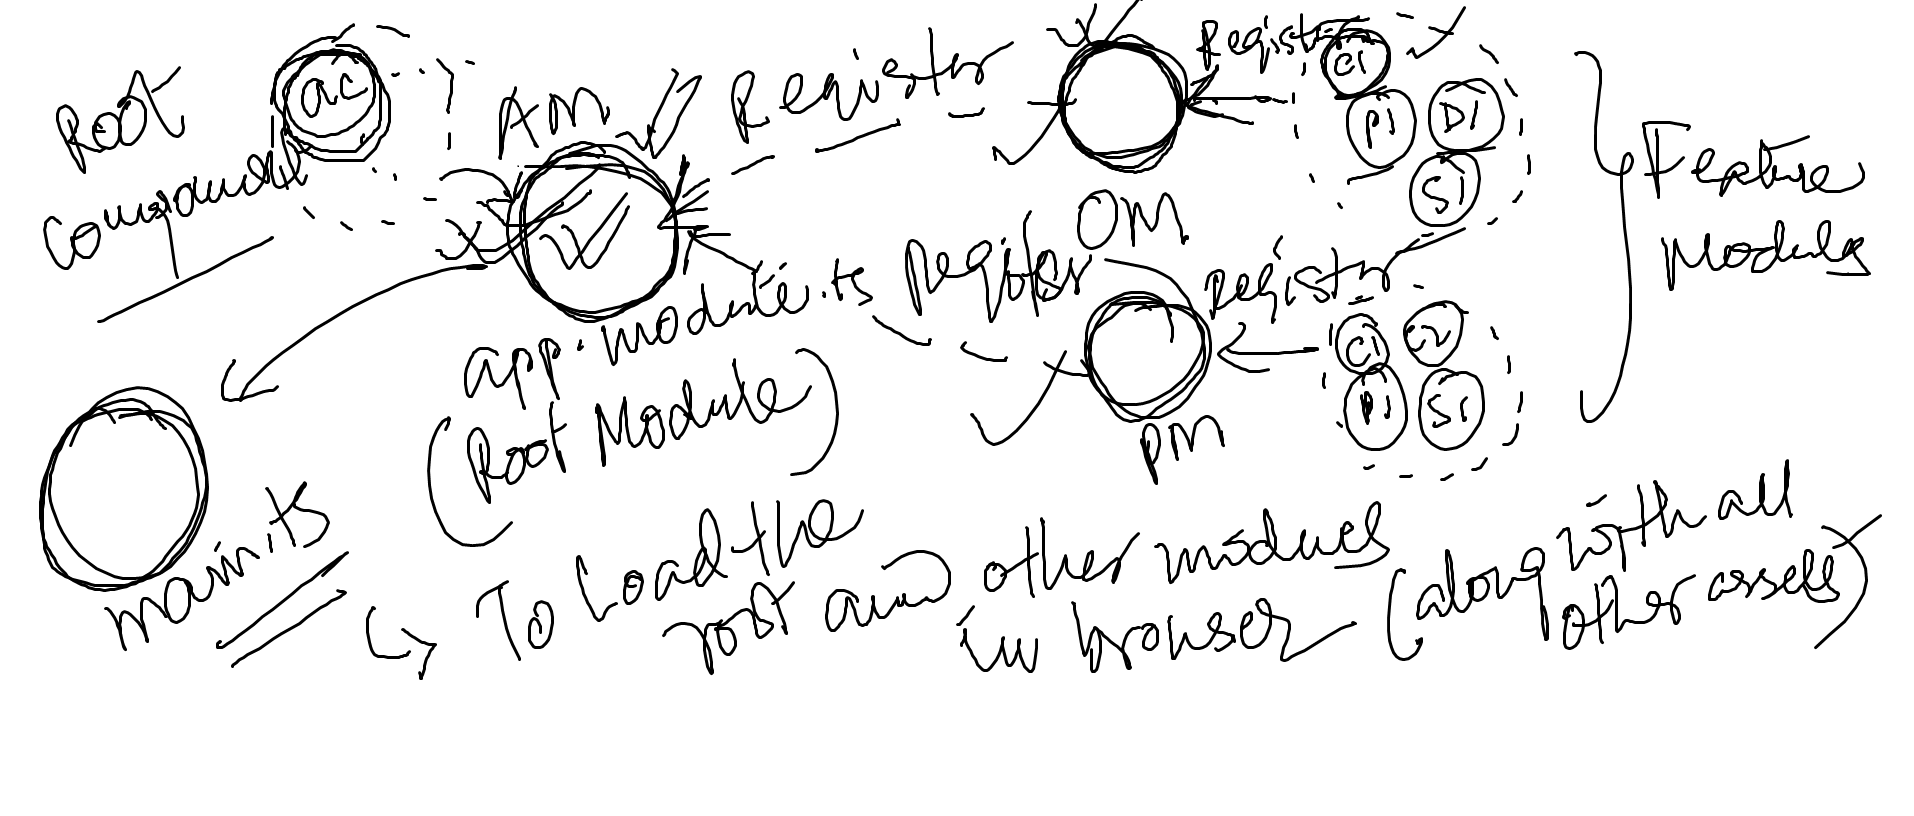 Root
component
ac
AM
Register
Register
C1
P1
D1
S1
Feature
Modules
OM
app.module.ts
(Root Module)
Register
Register
C1
C2
P1
S1
PM
main.ts
To Load the
root and other modules
in browser (along with all
other assets)